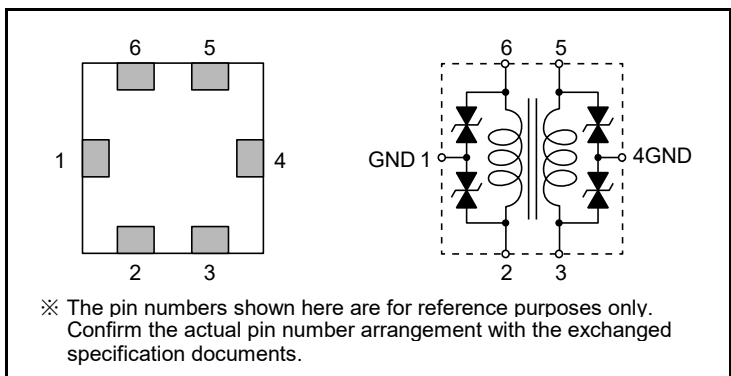 6 5
1 4
2 3
6 5
GND 1 4GND
2 3
※ The pin numbers shown here are for reference purposes only.
Confirm the actual pin number arrangement with the exchanged
specification documents.